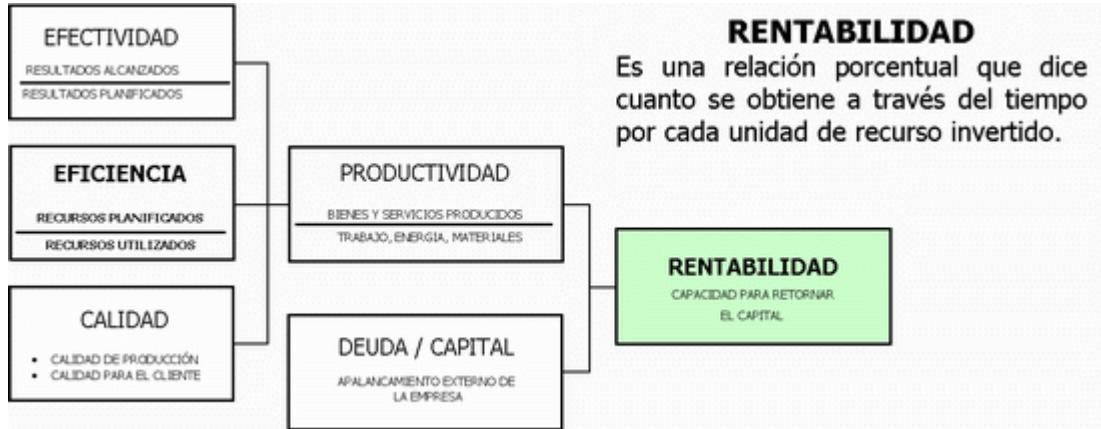 EFECTIVIDAD
RESULTADOS ALCANZADOS
RESULTADOS PLANIFICADOS
EFICIENCIA
RECURSOS PLANIFICADOS
RECURSOS UTILIZADOS
CALIDAD
• CALIDAD DE PRODUCCIÓN
• CALIDAD PARA EL CLIENTE
PRODUCTIVIDAD
BIENES Y SERVICIOS PRODUCIDOS
TRABAJO, ENERGIA, MATERIALES
DEUDA / CAPITAL
APALANCAMIENTO EXTERNO DE
LA EMPRESA
RENTABILIDAD
Es una relación porcentual que dice
cuanto se obtiene a través del tiempo
por cada unidad de recurso invertido.
RENTABILIDAD
CAPACIDAD PARA RETORNAR
EL CAPITAL